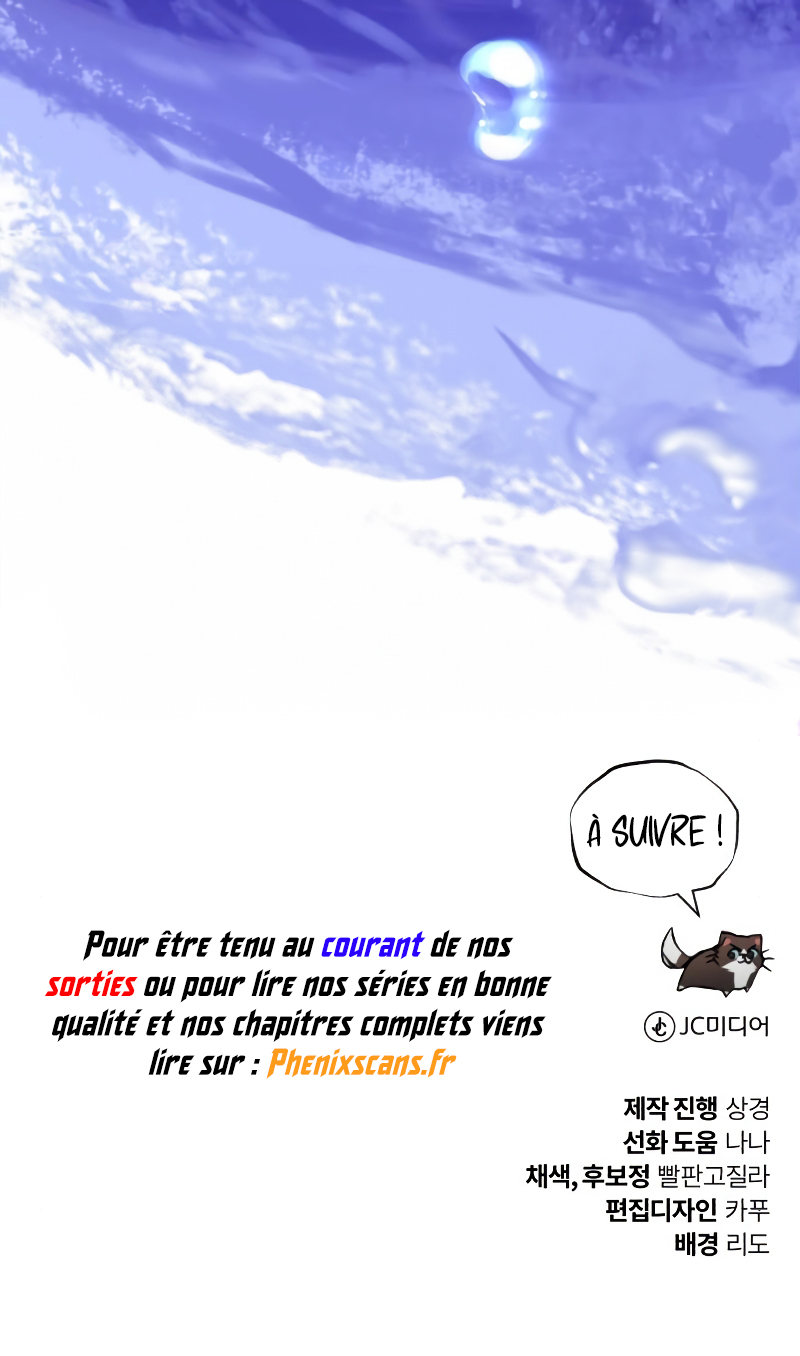 À SUIVRE !
Pour être tenu au courant de nos
sorties ou pour lire nos séries en bonne
qualité et nos chapitres complets viens
lire sur : Phenixscans.fr
JC JC미디어
제작 진행 상경
선화 도움 나나
채색, 후보정 빨판고질라
편집디자인 카푸
배경 리도